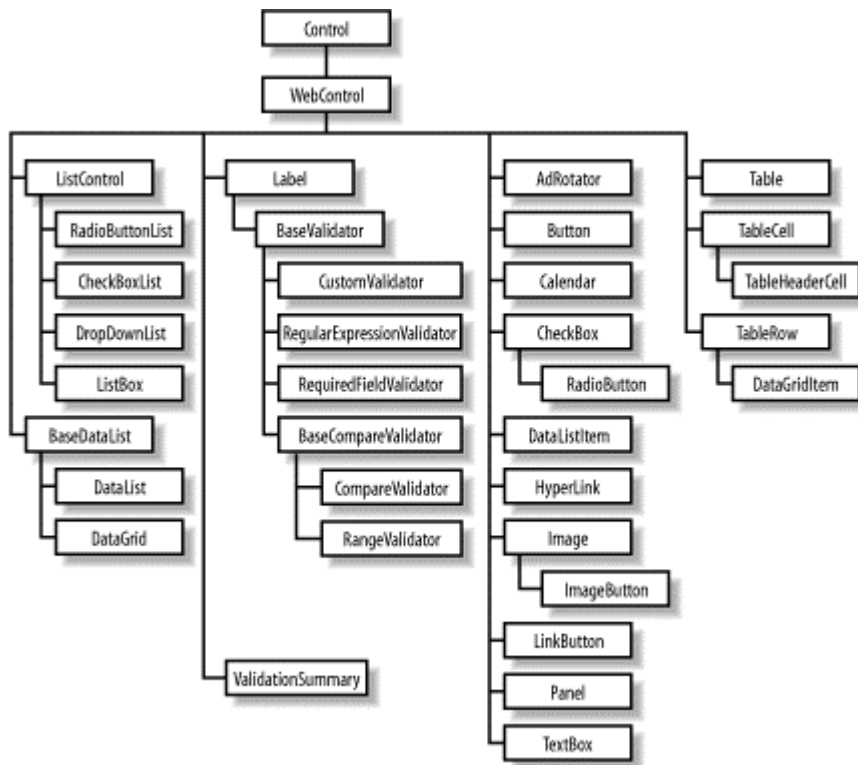 Control
WebControl
ListControl
RadioButtonList
CheckBoxList
DropDownList
ListBox
BaseDataList
DataList
DataGrid
Label
BaseValidator
CustomValidator
RegularExpressionValidator
RequiredFieldValidator
BaseCompareValidator
CompareValidator
RangeValidator
ValidationSummary
AdRotator
Button
Calendar
CheckBox
RadioButton
DataListItem
HyperLink
Image
ImageButton
LinkButton
Panel
TextBox
Table
TableCell
TableHeaderCell
TableRow
DataGridItem